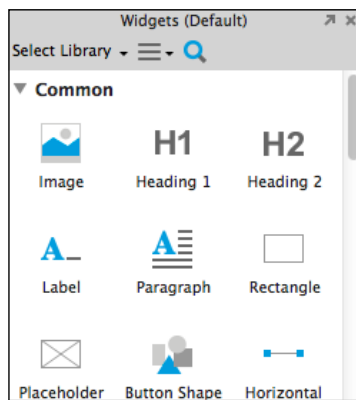 Widgets (Default)
Select Library
Common
H1 H2
Image Heading 1 Heading 2
A A
Label Paragraph Rectangle
Placeholder Button Shape Horizontal